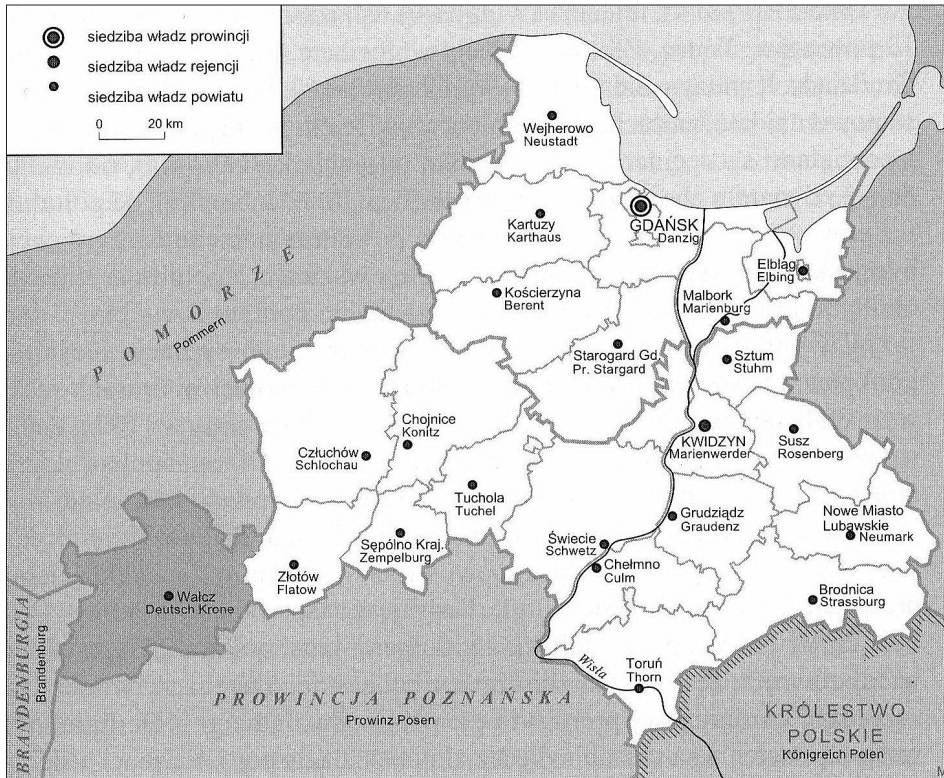 siedziba władz prowincji
siedziba władz rejencji
siedziba władz powiatu
0 20 km
Wejherowo
Neustadt
Kartuzy
Karthaus
GDAŃSK
Danzig
Elbląg
Elbing
Kościerzyna
Berent
Malbork
Marienburg
Starogard Gd.
Pr. Stargard
Sztum
Stuhm
POMORZE
Pommern
Chojnice
Konitz
Człuchów
Schlochau
KWIDZYN
Marienwerder
Susz
Rosenberg
Tuchola
Tuchel
Grudziądz
Graudenz
Nowe Miasto
Lubawskie
Neumark
Sępólno Kraj.
Zempelburg
Świecie
Schwetz
Złotów
Flatow
Chełmno
Culm
Wałcz
Deutsch Krone
Brodnica
Strassburg
Wisła
Toruń
Thorn
BRANDENBURGIA
Brandenburg
PROWINCJA POZNAŃSKA
Prowinz Posen
KRÓLESTWO
POLSKIE
Königreich Polen